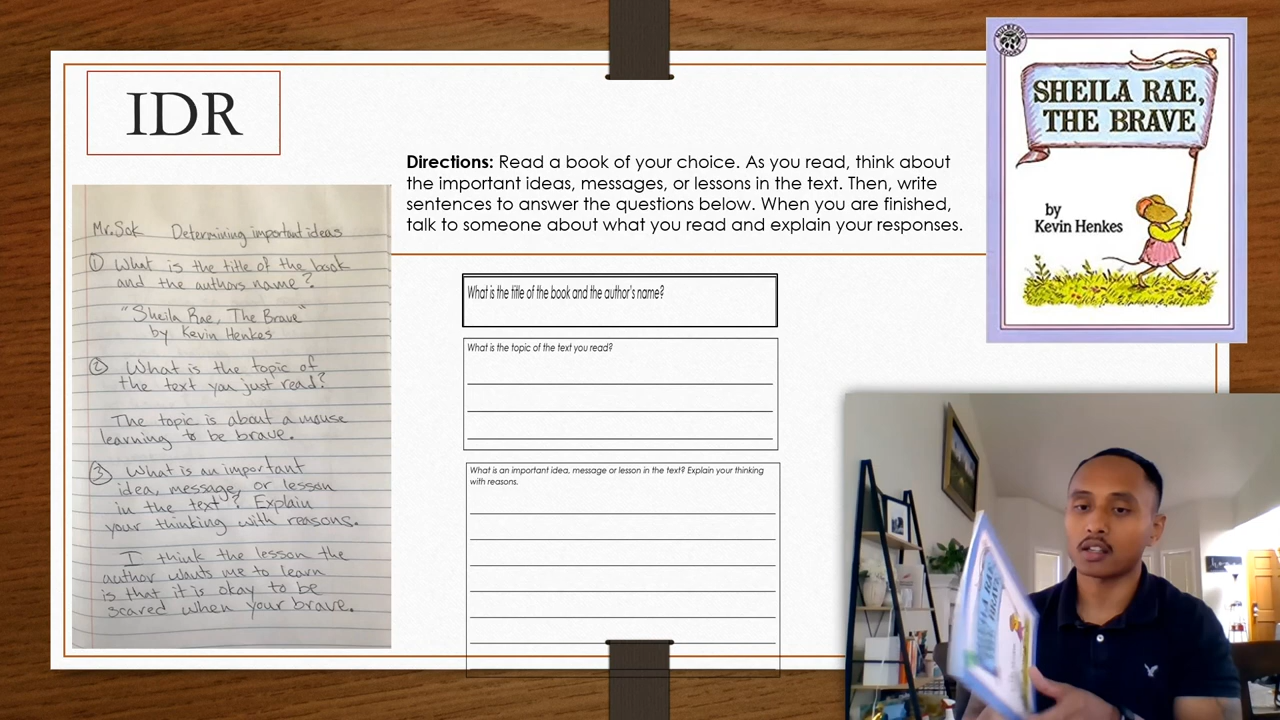 IDR
Directions: Read a book of your choice. As you read, think about
the important ideas, messages, or lessons in the text. Then, write
sentences to answer the questions below. When you are finished,
talk to someone about what you read and explain your responses.
Mr.Sok Determining important ideas
① What is the title of the book
and the authors name?
"Sheila Rae, The Brave"
by Kevin Henkes
② What is the topic of
the text you just read?
The topic is about a mouse
learning to be brave.
③ What is an important
idea, message, or lesson
in the text? Explain
your thinking with reasons.
I think the lesson the
author wants me to learn
is that it is okay to be
scared when your brave.
What is the title of the book and the author's name?
What is the topic of the text you read?
What is an important idea, message or lesson in the text? Explain your thinking
with reasons.
MULBERRY BOOKS
SHEILA RAE,
THE BRAVE
by
Kevin Henkes
SHEILA RAE,